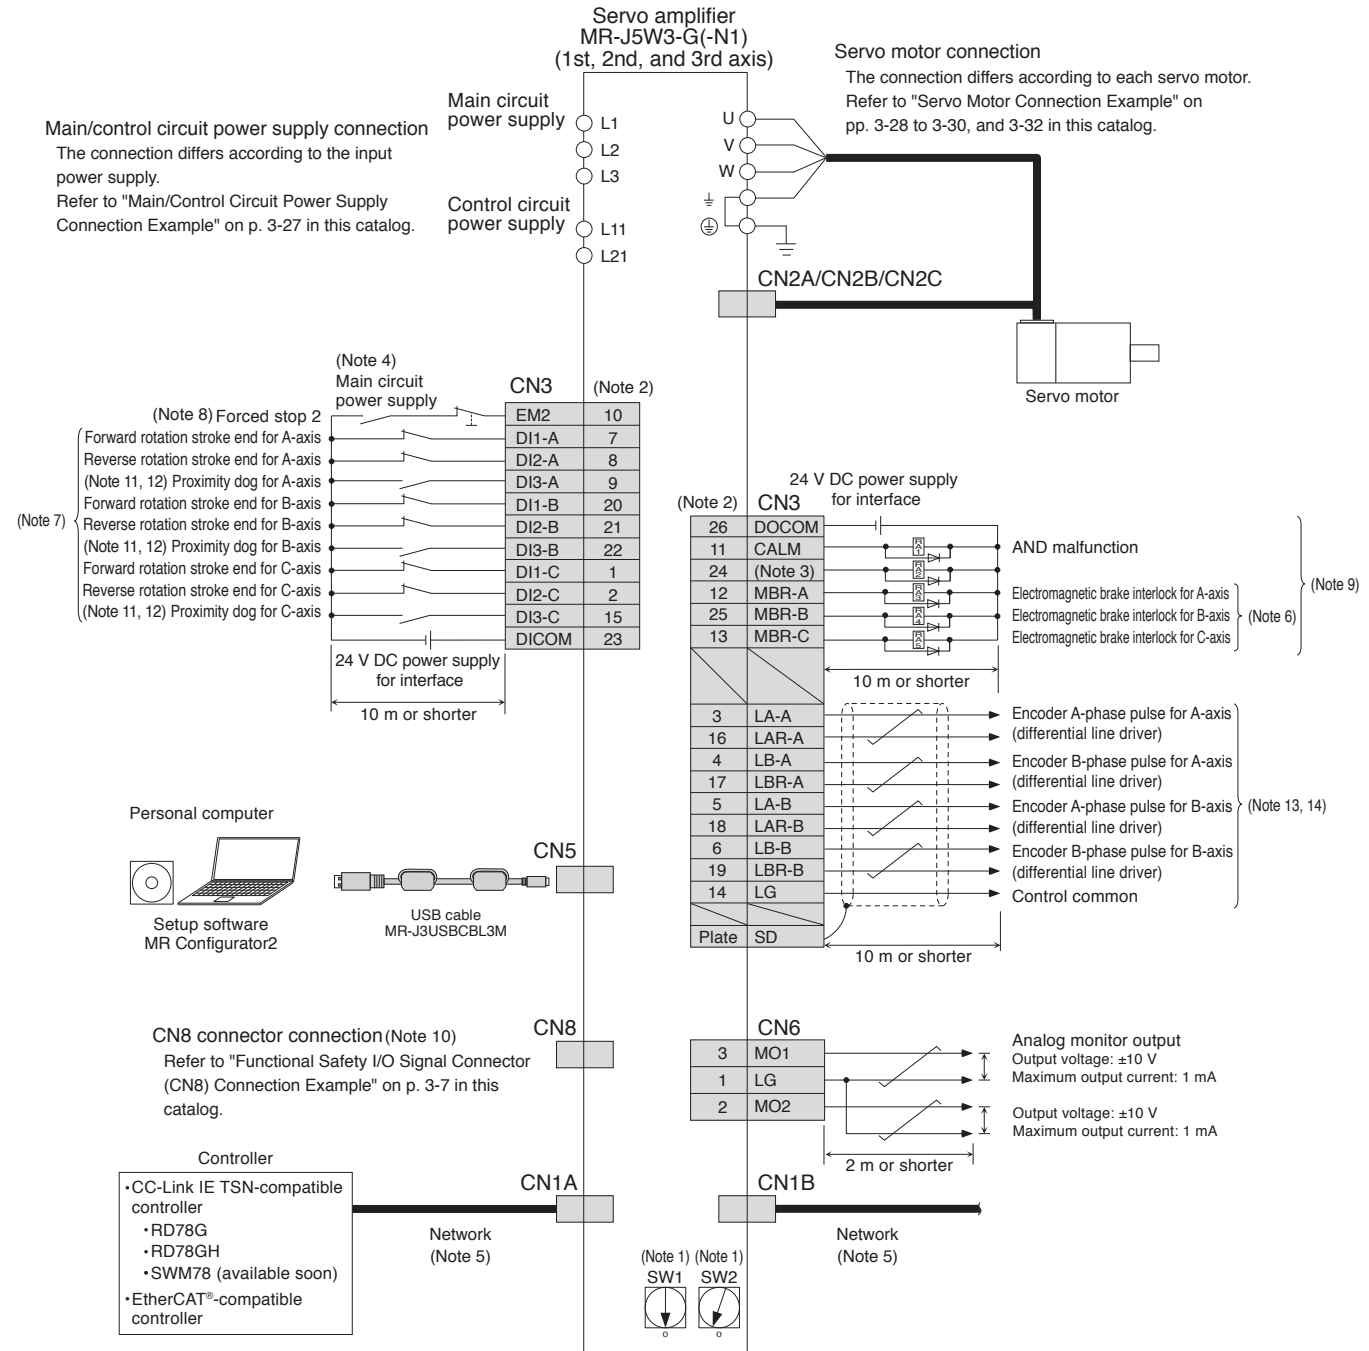 Servo amplifier
MR-J5W3-G(-N1)
(1st, 2nd, and 3rd axis)
Main/control circuit power supply connection
The connection differs according to the input
power supply.
Refer to "Main/Control Circuit Power Supply
Connection Example" on p. 3-27 in this catalog.
Main circuit
power supply
L1
L2
L3
Control circuit
power supply
L11
L21
U
V
W
Servo motor connection
The connection differs according to each servo motor.
Refer to "Servo Motor Connection Example" on
pp. 3-28 to 3-30, and 3-32 in this catalog.
CN2A/CN2B/CN2C
Servo motor
(Note 4)
Main circuit
power supply
CN3
(Note 2)
(Note 8) Forced stop 2
EM2 10
Forward rotation stroke end for A-axis
DI1-A 7
Reverse rotation stroke end for A-axis
DI2-A 8
(Note 11, 12) Proximity dog for A-axis
DI3-A 9
Forward rotation stroke end for B-axis
DI1-B 20
(Note 7)
Reverse rotation stroke end for B-axis
DI2-B 21
(Note 11, 12) Proximity dog for B-axis
DI3-B 22
Forward rotation stroke end for C-axis
DI1-C 1
Reverse rotation stroke end for C-axis
DI2-C 2
(Note 11, 12) Proximity dog for C-axis
DI3-C 15
DICOM 23
24 V DC power supply
for interface
10 m or shorter
24 V DC power supply
for interface
(Note 2)
CN3
26 DOCOM
11 CALM
RA1
AND malfunction
24 (Note 3)
RA2
12 MBR-A
RA3
Electromagnetic brake interlock for A-axis
25 MBR-B
RA4
Electromagnetic brake interlock for B-axis
13 MBR-C
RA5
Electromagnetic brake interlock for C-axis
(Note 6)
(Note 9)
10 m or shorter
3 LA-A
Encoder A-phase pulse for A-axis
16 LAR-A
(differential line driver)
4 LB-A
Encoder B-phase pulse for A-axis
17 LBR-A
(differential line driver)
5 LA-B
Encoder A-phase pulse for B-axis
18 LAR-B
(differential line driver)
6 LB-B
Encoder B-phase pulse for B-axis
19 LBR-B
(differential line driver)
14 LG
Control common
(Note 13, 14)
Plate SD
10 m or shorter
Personal computer
Setup software
MR Configurator2
USB cable
MR-J3USBCBL3M
CN5
CN8 connector connection(Note 10)
Refer to "Functional Safety I/O Signal Connector
(CN8) Connection Example" on p. 3-7 in this
catalog.
CN8
CN6
3 MO1
1 LG
2 MO2
Analog monitor output
Output voltage: ±10 V
Maximum output current: 1 mA
Output voltage: ±10 V
Maximum output current: 1 mA
2 m or shorter
Controller
•CC-Link IE TSN-compatible
controller
•RD78G
•RD78GH
•SWM78 (available soon)
•EtherCAT®-compatible
controller
CN1A
Network
(Note 5)
CN1B
Network
(Note 5)
(Note 1) (Note 1)
SW1 SW2
0 0